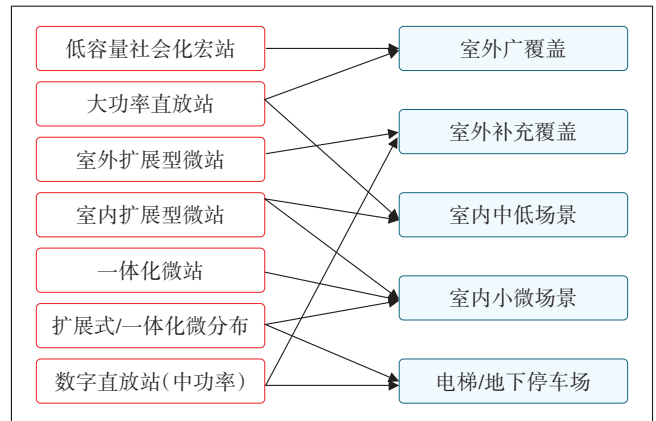 低容量社会化宏站
大功率直放站
室外扩展型微站
室内扩展型微站
一体化微站
扩展式/一体化微分布
数字直放站(中功率)
室外广覆盖
室外补充覆盖
室内中低场景
室内小微场景
电梯/地下停车场